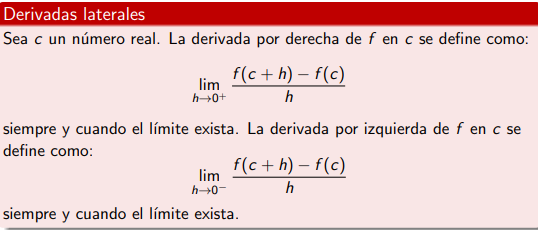 Derivadas laterales
Sea c un número real. La derivada por derecha de f en c se define como:
lim_{h→0⁺} \frac{f(c + h) − f(c)}{h}
siempre y cuando el límite exista. La derivada por izquierda de f en c se
define como:
lim_{h→0⁻} \frac{f(c + h) − f(c)}{h}
siempre y cuando el límite exista.